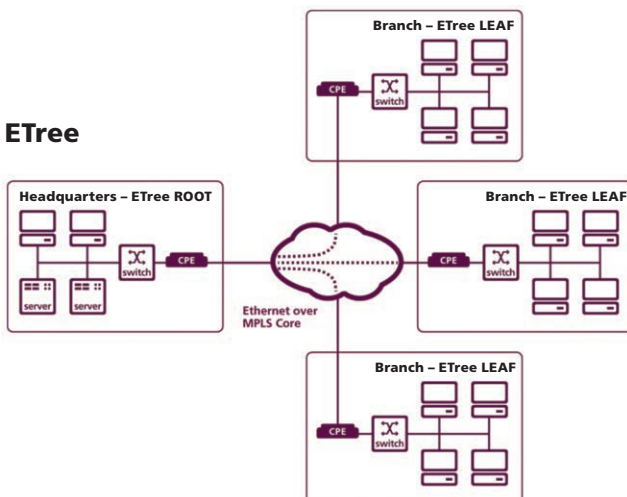 Branch – ETree LEAF
CPE
switch
ETree
Headquarters – ETree ROOT
switch
CPE
server
server
Ethernet over
MPLS Core
Branch – ETree LEAF
CPE
switch
Branch – ETree LEAF
CPE
switch